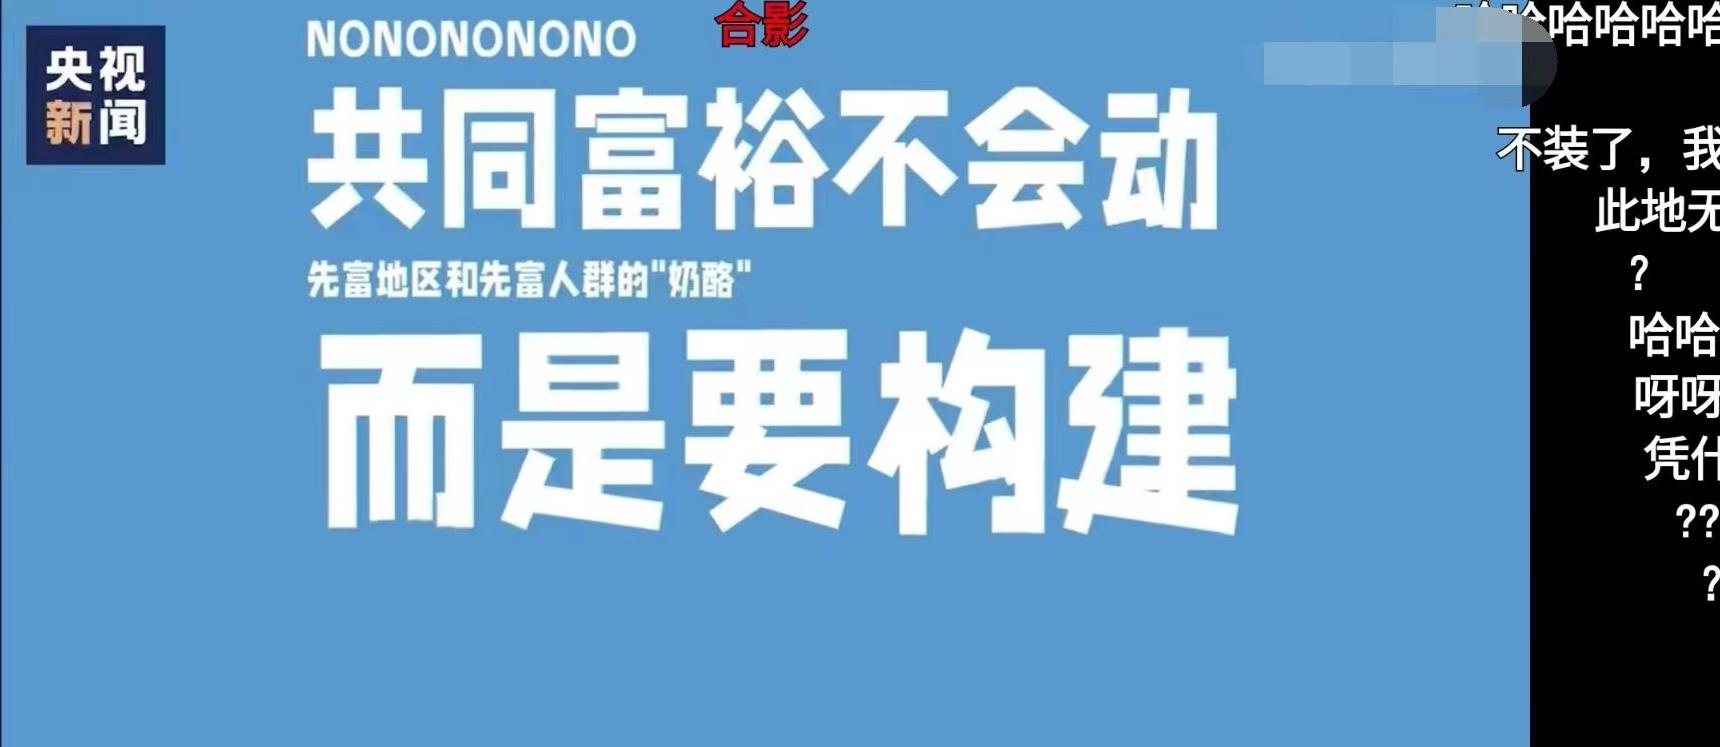 央视
新闻
NONONONONO
合影
共同富裕不会动
先富地区和先富人群的"奶酪"
而是要构建
哈哈哈哈哈哈
不装了，我
此地无
?
哈哈
呀呀
凭什
??
?